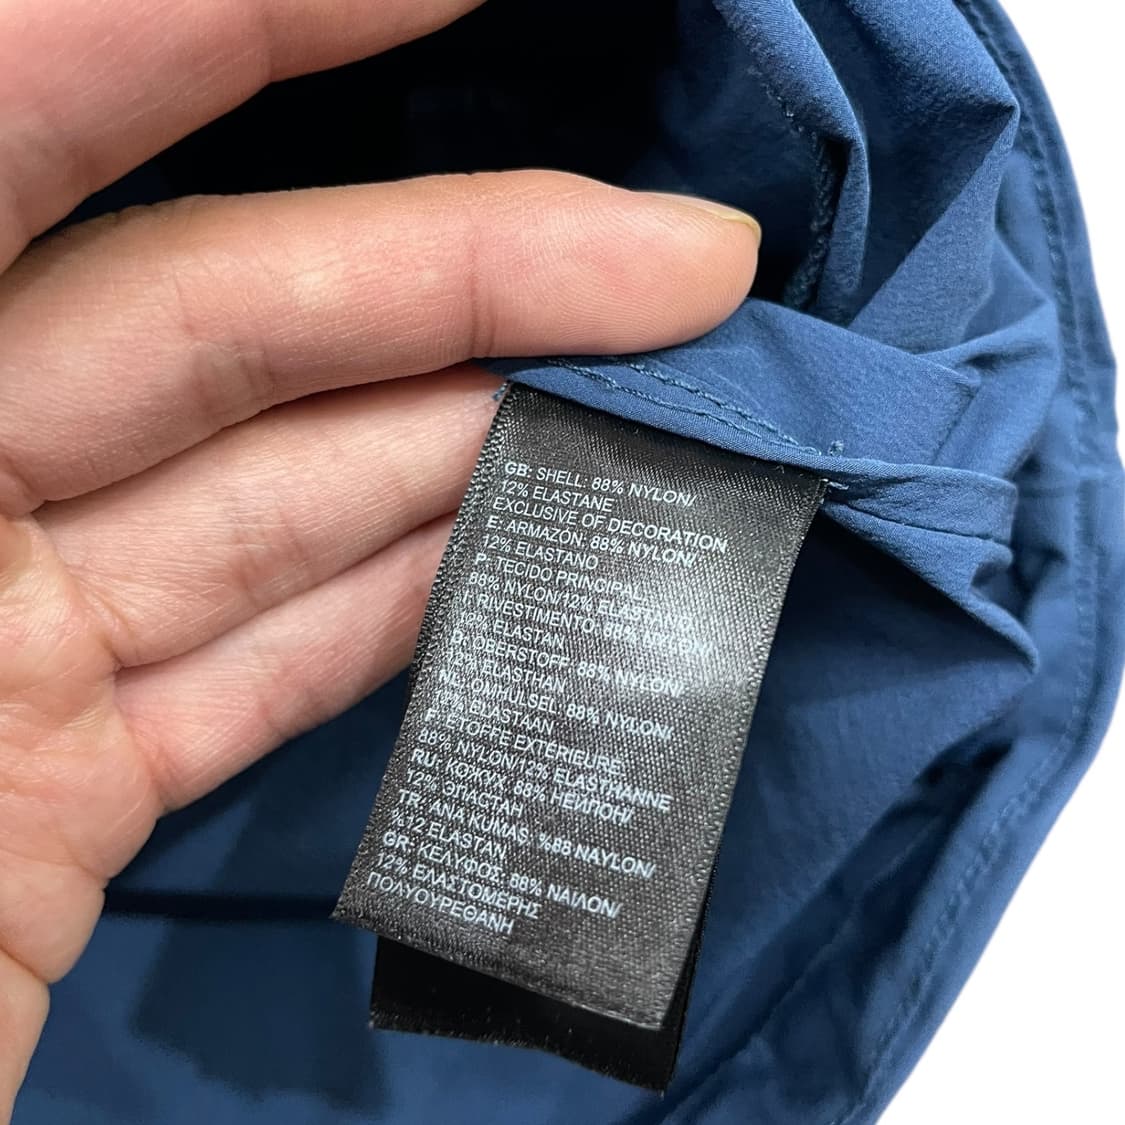 GB: SHELL: 88% NYLON/
12% ELASTANE
EXCLUSIVE OF DECORATION
E: ARMAZÓN: 88% NYLON/
12% ELASTANO
P: TECIDO PRINCIPAL:
88% NYLON/12% ELASTANO
I: RIVESTIMENTO: 88% NYLON/
12% ELASTAN
D: OBERSTOFF: 88% NYLON/
12% ELASTHAN
NL: OMHULSEL: 88% NYLON/
12% ELASTAAN
F: ÉTOFFE EXTÉRIEURE:
88% NYLON/12% ÉLASTHANNE
RU: КОЖУХ: 88% НЕЙЛОН/
12% ЭЛАСТАН
TR: ANA KUMAŞ: %88 NAYLON/
%12 ELASTAN
GR: ΚΕΛΥΦΟΣ: 88% ΝΑΙΛΟΝ/
12% ΕΛΑΣΤΟΜΕΡΗΣ
ΠΟΛΥΟΥΡΕΘΑΝΗ